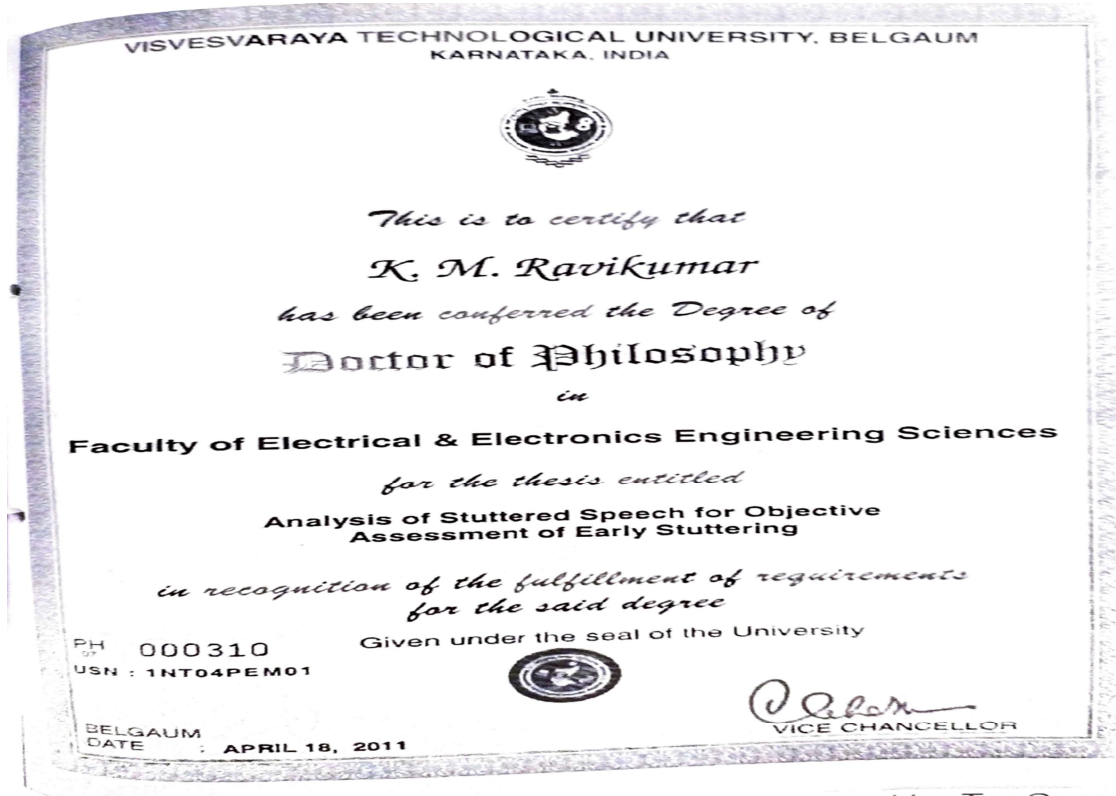 VISVESVARAYA TECHNOLOGICAL UNIVERSITY, BELGAUM
KARNATAKA, INDIA
This is to certify that
K. M. Ravikumar
has been conferred the Degree of
Doctor of Philosophy
in
Faculty of Electrical & Electronics Engineering Sciences
for the thesis entitled
Analysis of Stuttered Speech for Objective
Assessment of Early Stuttering
in recognition of the fulfillment of requirements
for the said degree
Given under the seal of the University
PH 07 000310
USN : 1NT04PEM01
VICE CHANCELLOR
BELGAUM
DATE : APRIL 18, 2011